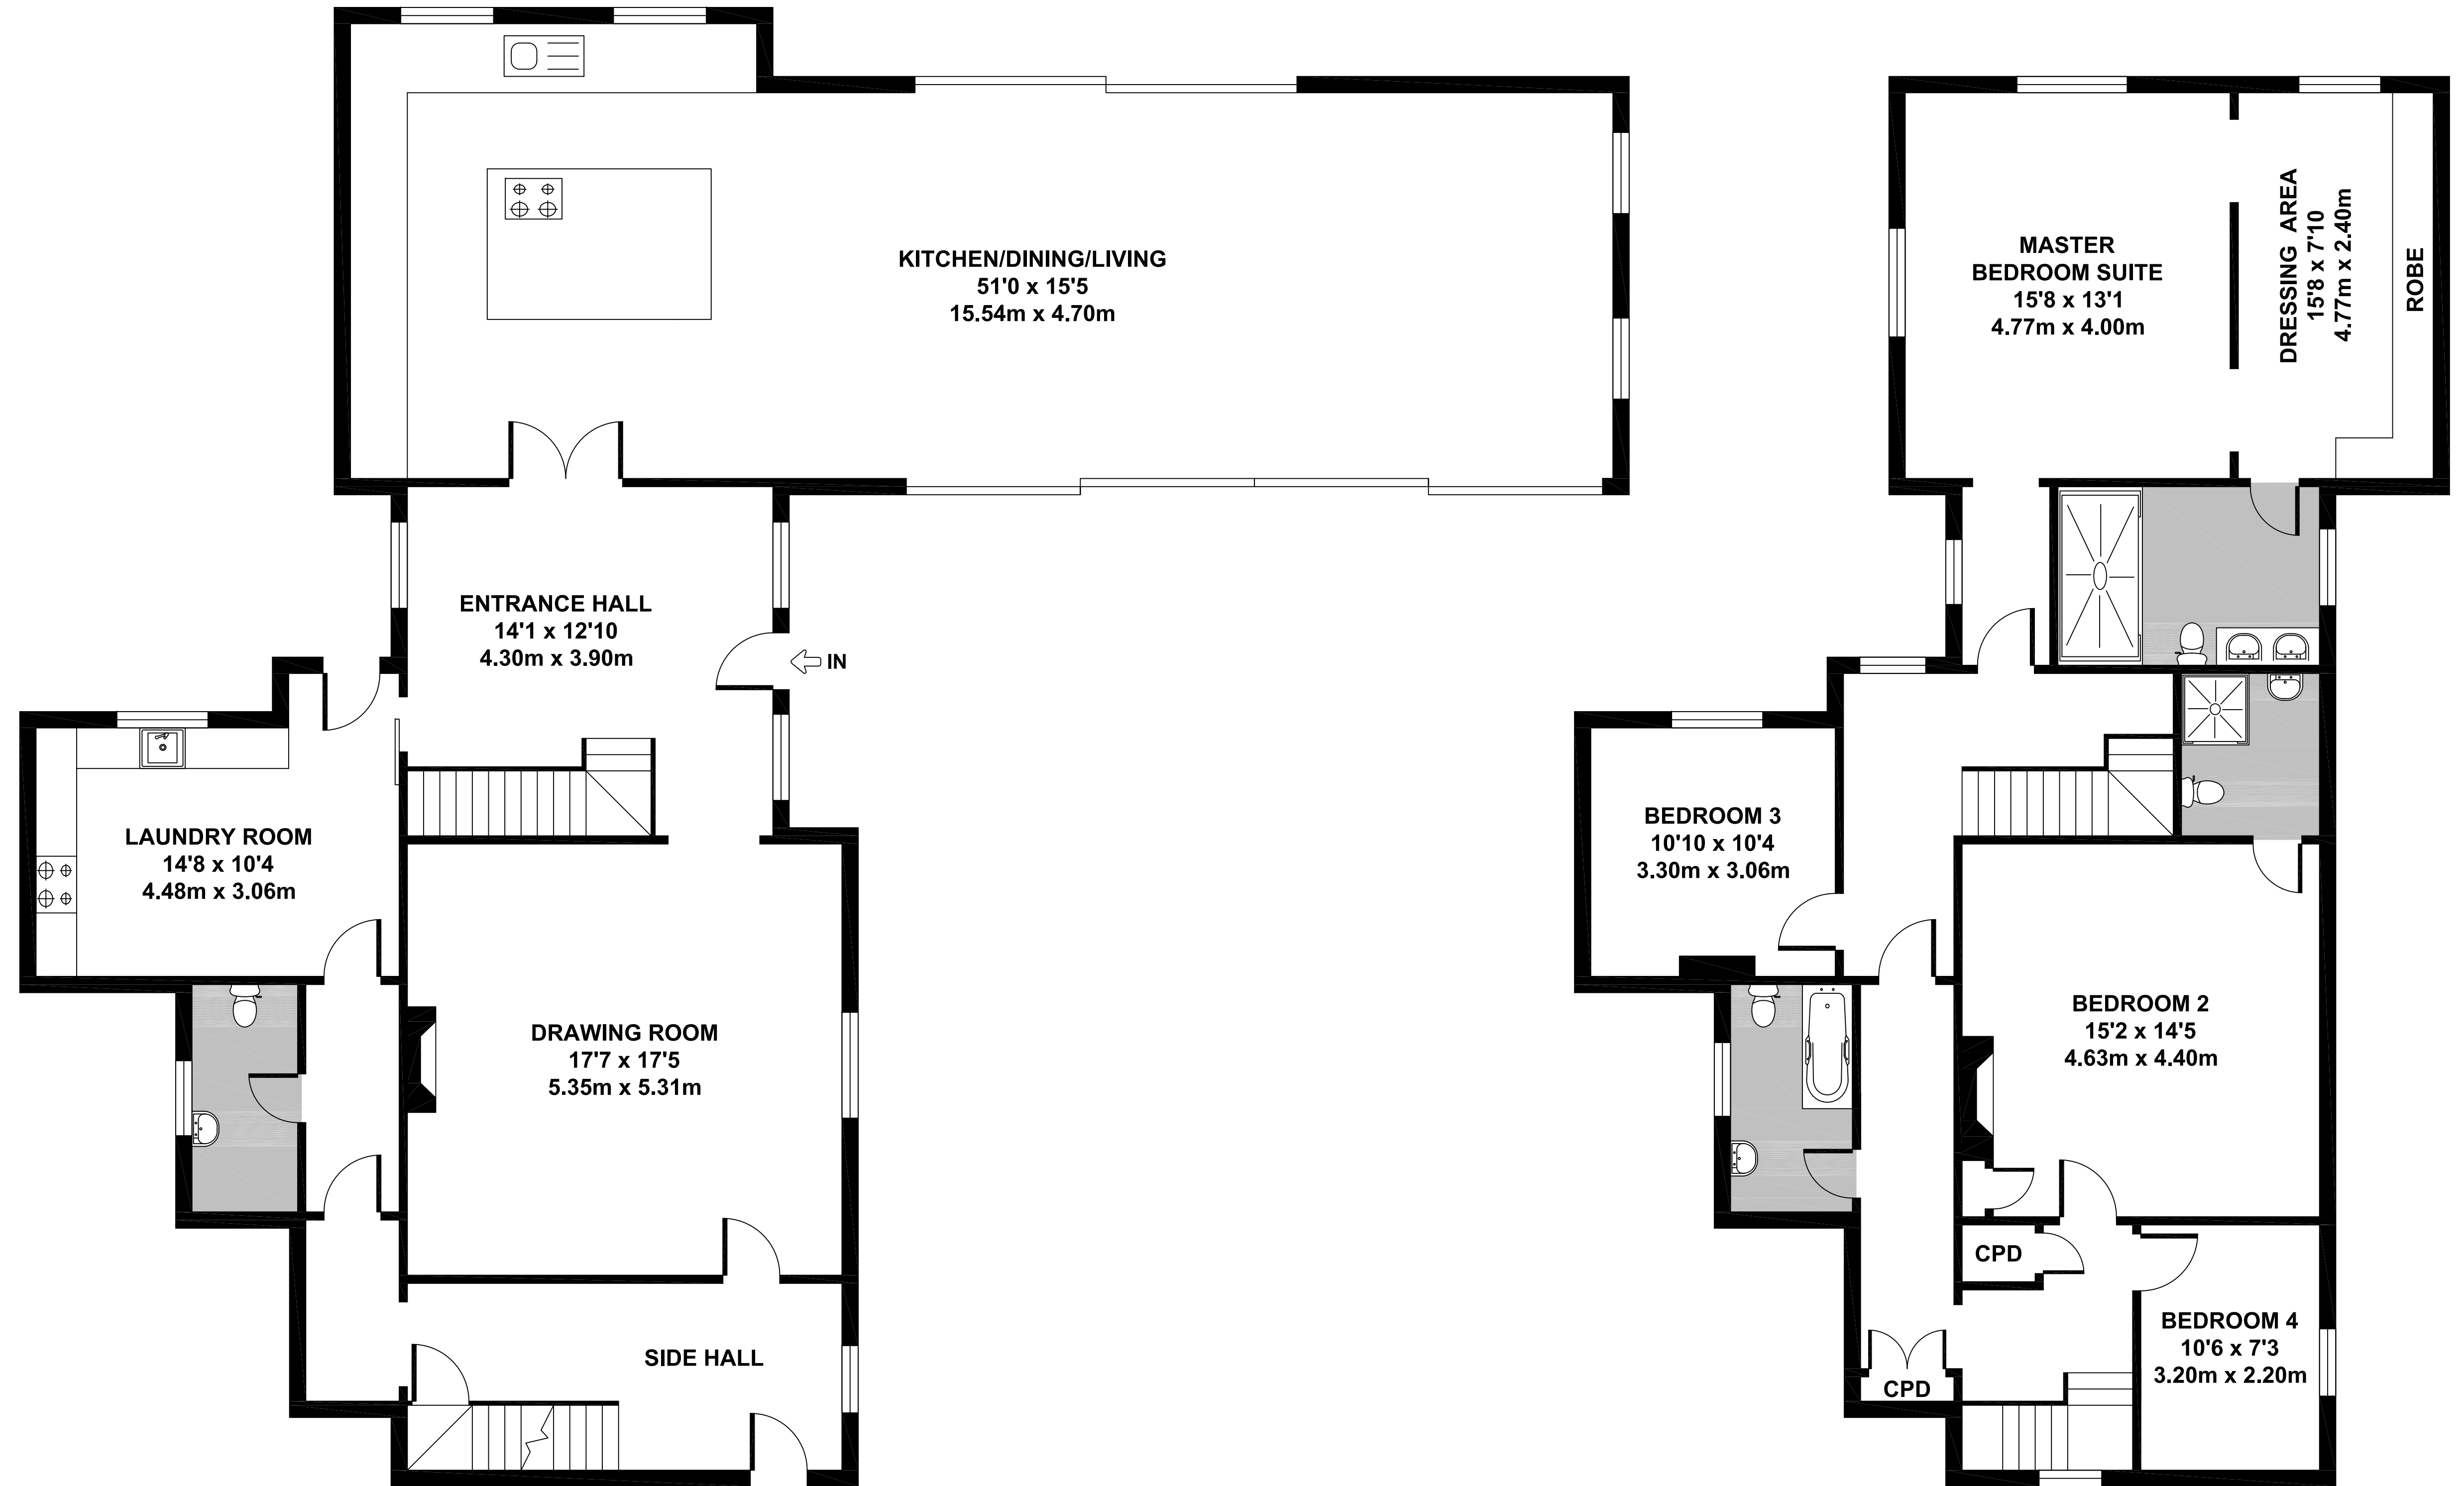 KITCHEN/DINING/LIVING
51'0 x 15'5
15.54m x 4.70m
ENTRANCE HALL
14'1 x 12'10
4.30m x 3.90m
IN
LAUNDRY ROOM
14'8 x 10'4
4.48m x 3.06m
DRAWING ROOM
17'7 x 17'5
5.35m x 5.31m
SIDE HALL
MASTER
BEDROOM SUITE
15'8 x 13'1
4.77m x 4.00m
DRESSING AREA
15'8 x 7'10
4.77m x 2.40m
ROBE
BEDROOM 3
10'10 x 10'4
3.30m x 3.06m
BEDROOM 2
15'2 x 14'5
4.63m x 4.40m
CPD
BEDROOM 4
10'6 x 7'3
3.20m x 2.20m
CPD